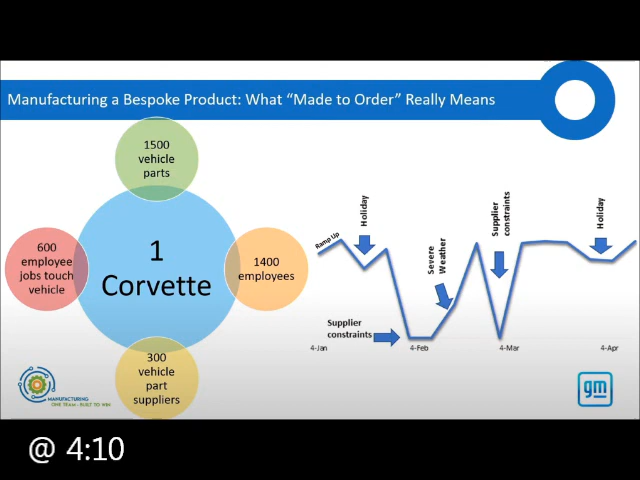 Manufacturing a Bespoke Product: What “Made to Order” Really Means
1500
vehicle
parts
600
employee
jobs touch
vehicle
1
Corvette
1400
employees
300
vehicle
part
suppliers
Ramp Up
Holiday
Supplier
constraints
Severe
Weather
Supplier
constraints
Holiday
4-Jan
4-Feb
4-Mar
4-Apr
MANUFACTURING
ONE TEAM - BUILT TO WIN
gm
@ 4:10